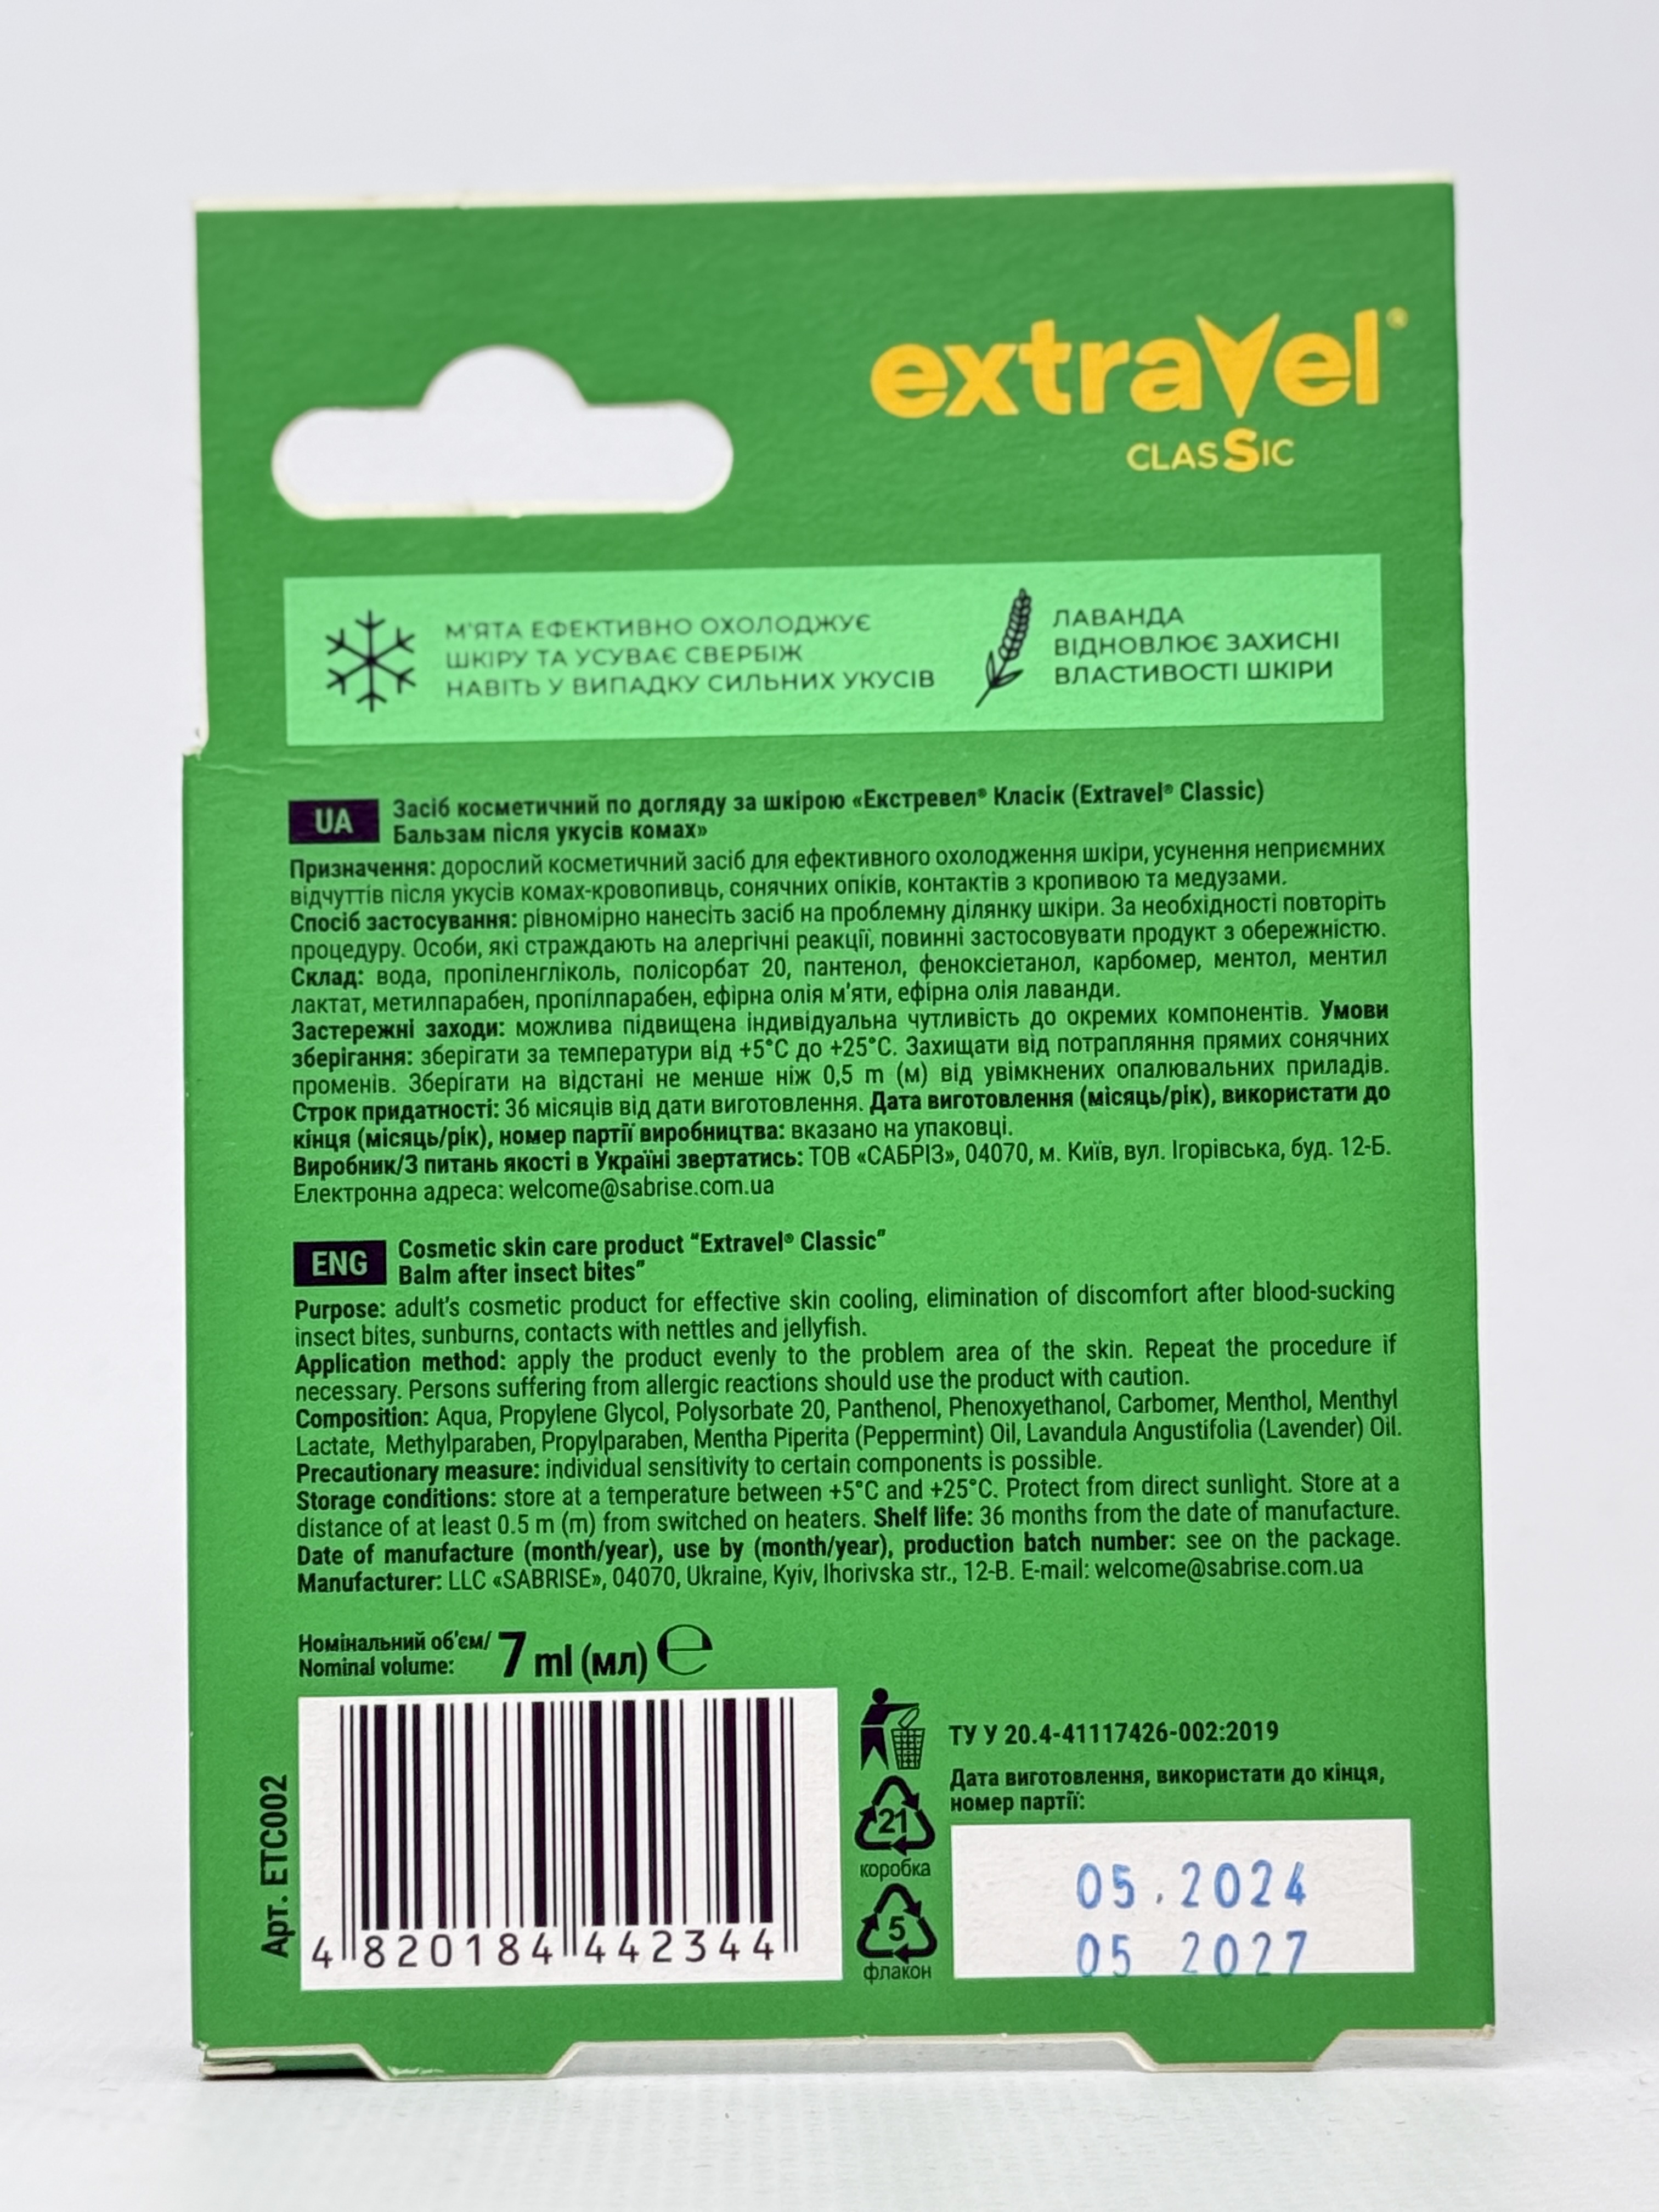 extravel®
CLASSIC
М'ЯТА ЕФЕКТИВНО ОХОЛОДЖУЄ
ШКІРУ ТА УСУВАЄ СВЕРБІЖ
НАВІТЬ У ВИПАДКУ СИЛЬНИХ УКУСІВ
ЛАВАНДА
ВІДНОВЛЮЄ ЗАХИСНІ
ВЛАСТИВОСТІ ШКІРИ
UA Засіб косметичний по догляду за шкірою «Екстревел® Класік (Extravel® Classic)
Бальзам після укусів комах»
Призначення: дорослий косметичний засіб для ефективного охолодження шкіри, усунення неприємних
відчуттів після укусів комах-кровопивць, сонячних опіків, контактів з кропивою та медузами.
Спосіб застосування: рівномірно нанесіть засіб на проблемну ділянку шкіри. За необхідності повторіть
процедуру. Особи, які страждають на алергічні реакції, повинні застосовувати продукт з обережністю.
Склад: вода, пропіленгліколь, полісорбат 20, пантенол, феноксіетанол, карбомер, ментол, ментил
лактат, метилпарабен, пропілпарабен, ефірна олія м'яти, ефірна олія лаванди.
Застережні заходи: можлива підвищена індивідуальна чутливість до окремих компонентів. Умови
зберігання: зберігати за температури від +5°С до +25°С. Захищати від потрапляння прямих сонячних
променів. Зберігати на відстані не менше ніж 0,5 m (м) від увімкнених опалювальних приладів.
Строк придатності: 36 місяців від дати виготовлення. Дата виготовлення (місяць/рік), використати до
кінця (місяць/рік), номер партії виробництва: вказано на упаковці.
Виробник/З питань якості в Україні звертатись: ТОВ «САБРІЗ», 04070, м. Київ, вул. Ігорівська, буд. 12-Б.
Електронна адреса: welcome@sabrise.com.ua
ENG Cosmetic skin care product "Extravel® Classic"
Balm after insect bites"
Purpose: adult's cosmetic product for effective skin cooling, elimination of discomfort after blood-sucking
insect bites, sunburns, contacts with nettles and jellyfish.
Application method: apply the product evenly to the problem area of the skin. Repeat the procedure if
necessary. Persons suffering from allergic reactions should use the product with caution.
Composition: Aqua, Propylene Glycol, Polysorbate 20, Panthenol, Phenoxyethanol, Carbomer, Menthol, Menthyl
Lactate, Methylparaben, Propylparaben, Mentha Piperita (Peppermint) Oil, Lavandula Angustifolia (Lavender) Oil.
Precautionary measure: individual sensitivity to certain components is possible.
Storage conditions: store at a temperature between +5°C and +25°C. Protect from direct sunlight. Store at a
distance of at least 0.5 m (m) from switched on heaters. Shelf life: 36 months from the date of manufacture.
Date of manufacture (month/year), use by (month/year), production batch number: see on the package.
Manufacturer: LLC «SABRISE», 04070, Ukraine, Kyiv, Ihorivska str., 12-B. E-mail: welcome@sabrise.com.ua
Номінальний об'єм/
Nominal volume: 7 ml (мл) ℮
Арт. ETC002
4 820184 442344
21
коробка
5
флакон
ТУ У 20.4-41117426-002:2019
Дата виготовлення, використати до кінця,
номер партії:
05.2024
05 2027